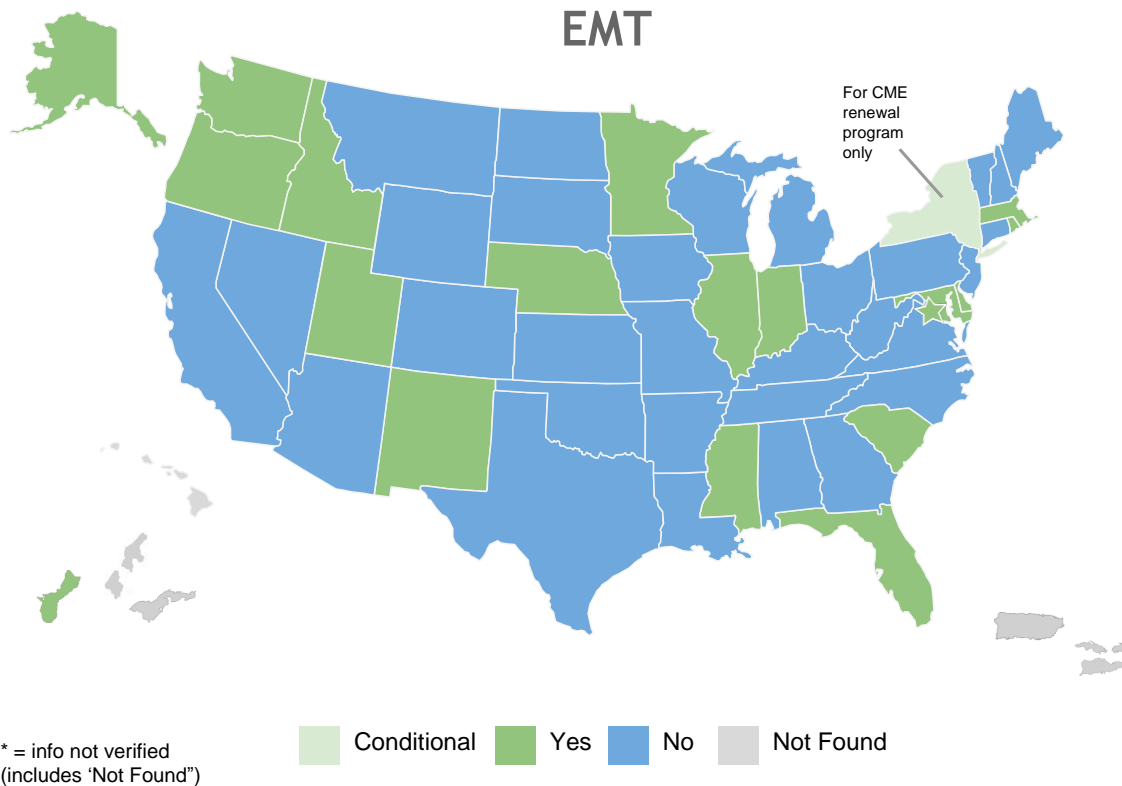 EMT
For CME
renewal
program
only
Conditional
Yes
No
Not Found
* = info not verified
(includes ‘Not Found”)